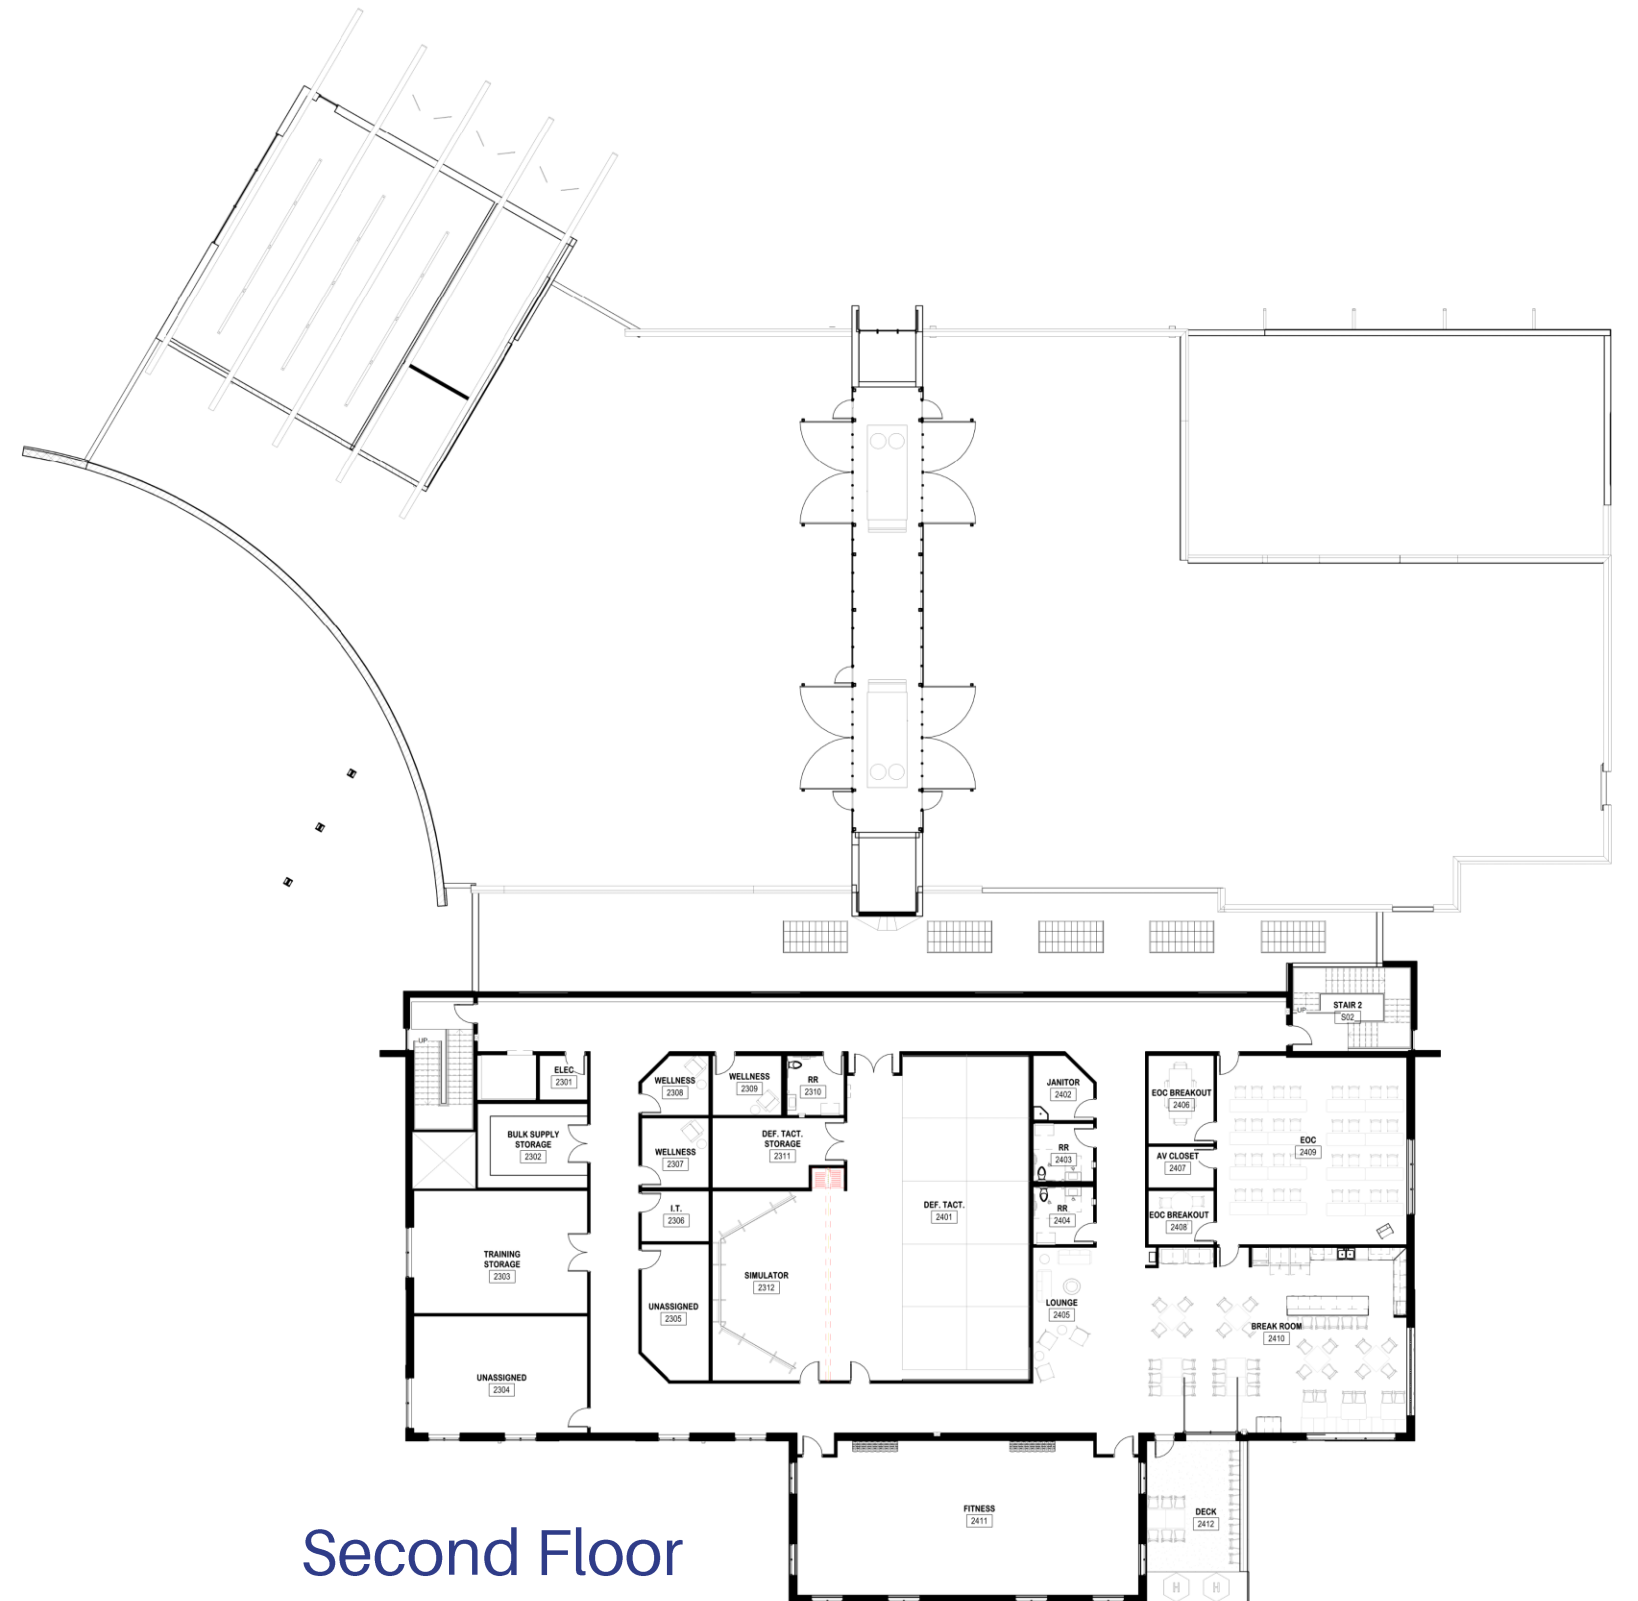 STAIR 2
UP
S02
UP
ELEC
2301
WELLNESS
2308
WELLNESS
2309
RR
2310
JANITOR
2402
EOC BREAKOUT
2406
BULK SUPPLY
STORAGE
2302
WELLNESS
2307
DEF. TACT.
STORAGE
2311
RR
2403
AV CLOSET
2407
EOC
2409
I.T.
2306
DEF. TACT.
2401
RR
2404
EOC BREAKOUT
2408
TRAINING
STORAGE
2303
SIMULATOR
2312
UNASSIGNED
2305
LOUNGE
2405
BREAK ROOM
2410
UNASSIGNED
2304
FITNESS
2411
DECK
2412
Second Floor
H
H